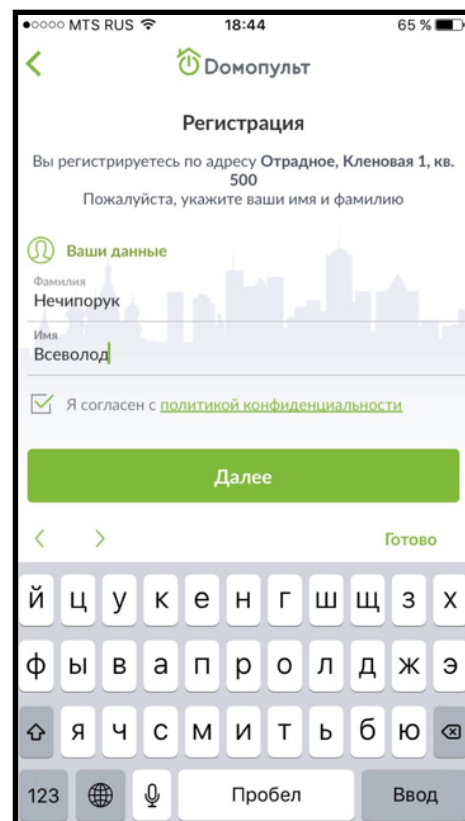 MTS RUS 18:44 65 %
Dомопульт
Регистрация
Вы регистрируетесь по адресу Отрадное, Кленовая 1, кв.
500
Пожалуйста, укажите ваши имя и фамилию
Ваши данные
Фамилия
Нечипорук
Имя
Всеволод
Я согласен с политикой конфиденциальности
Далее
Готово
й ц у к е н г ш щ з х
ф ы в а п р о л д ж э
я ч с м и т ь б ю
123 Пробел Ввод